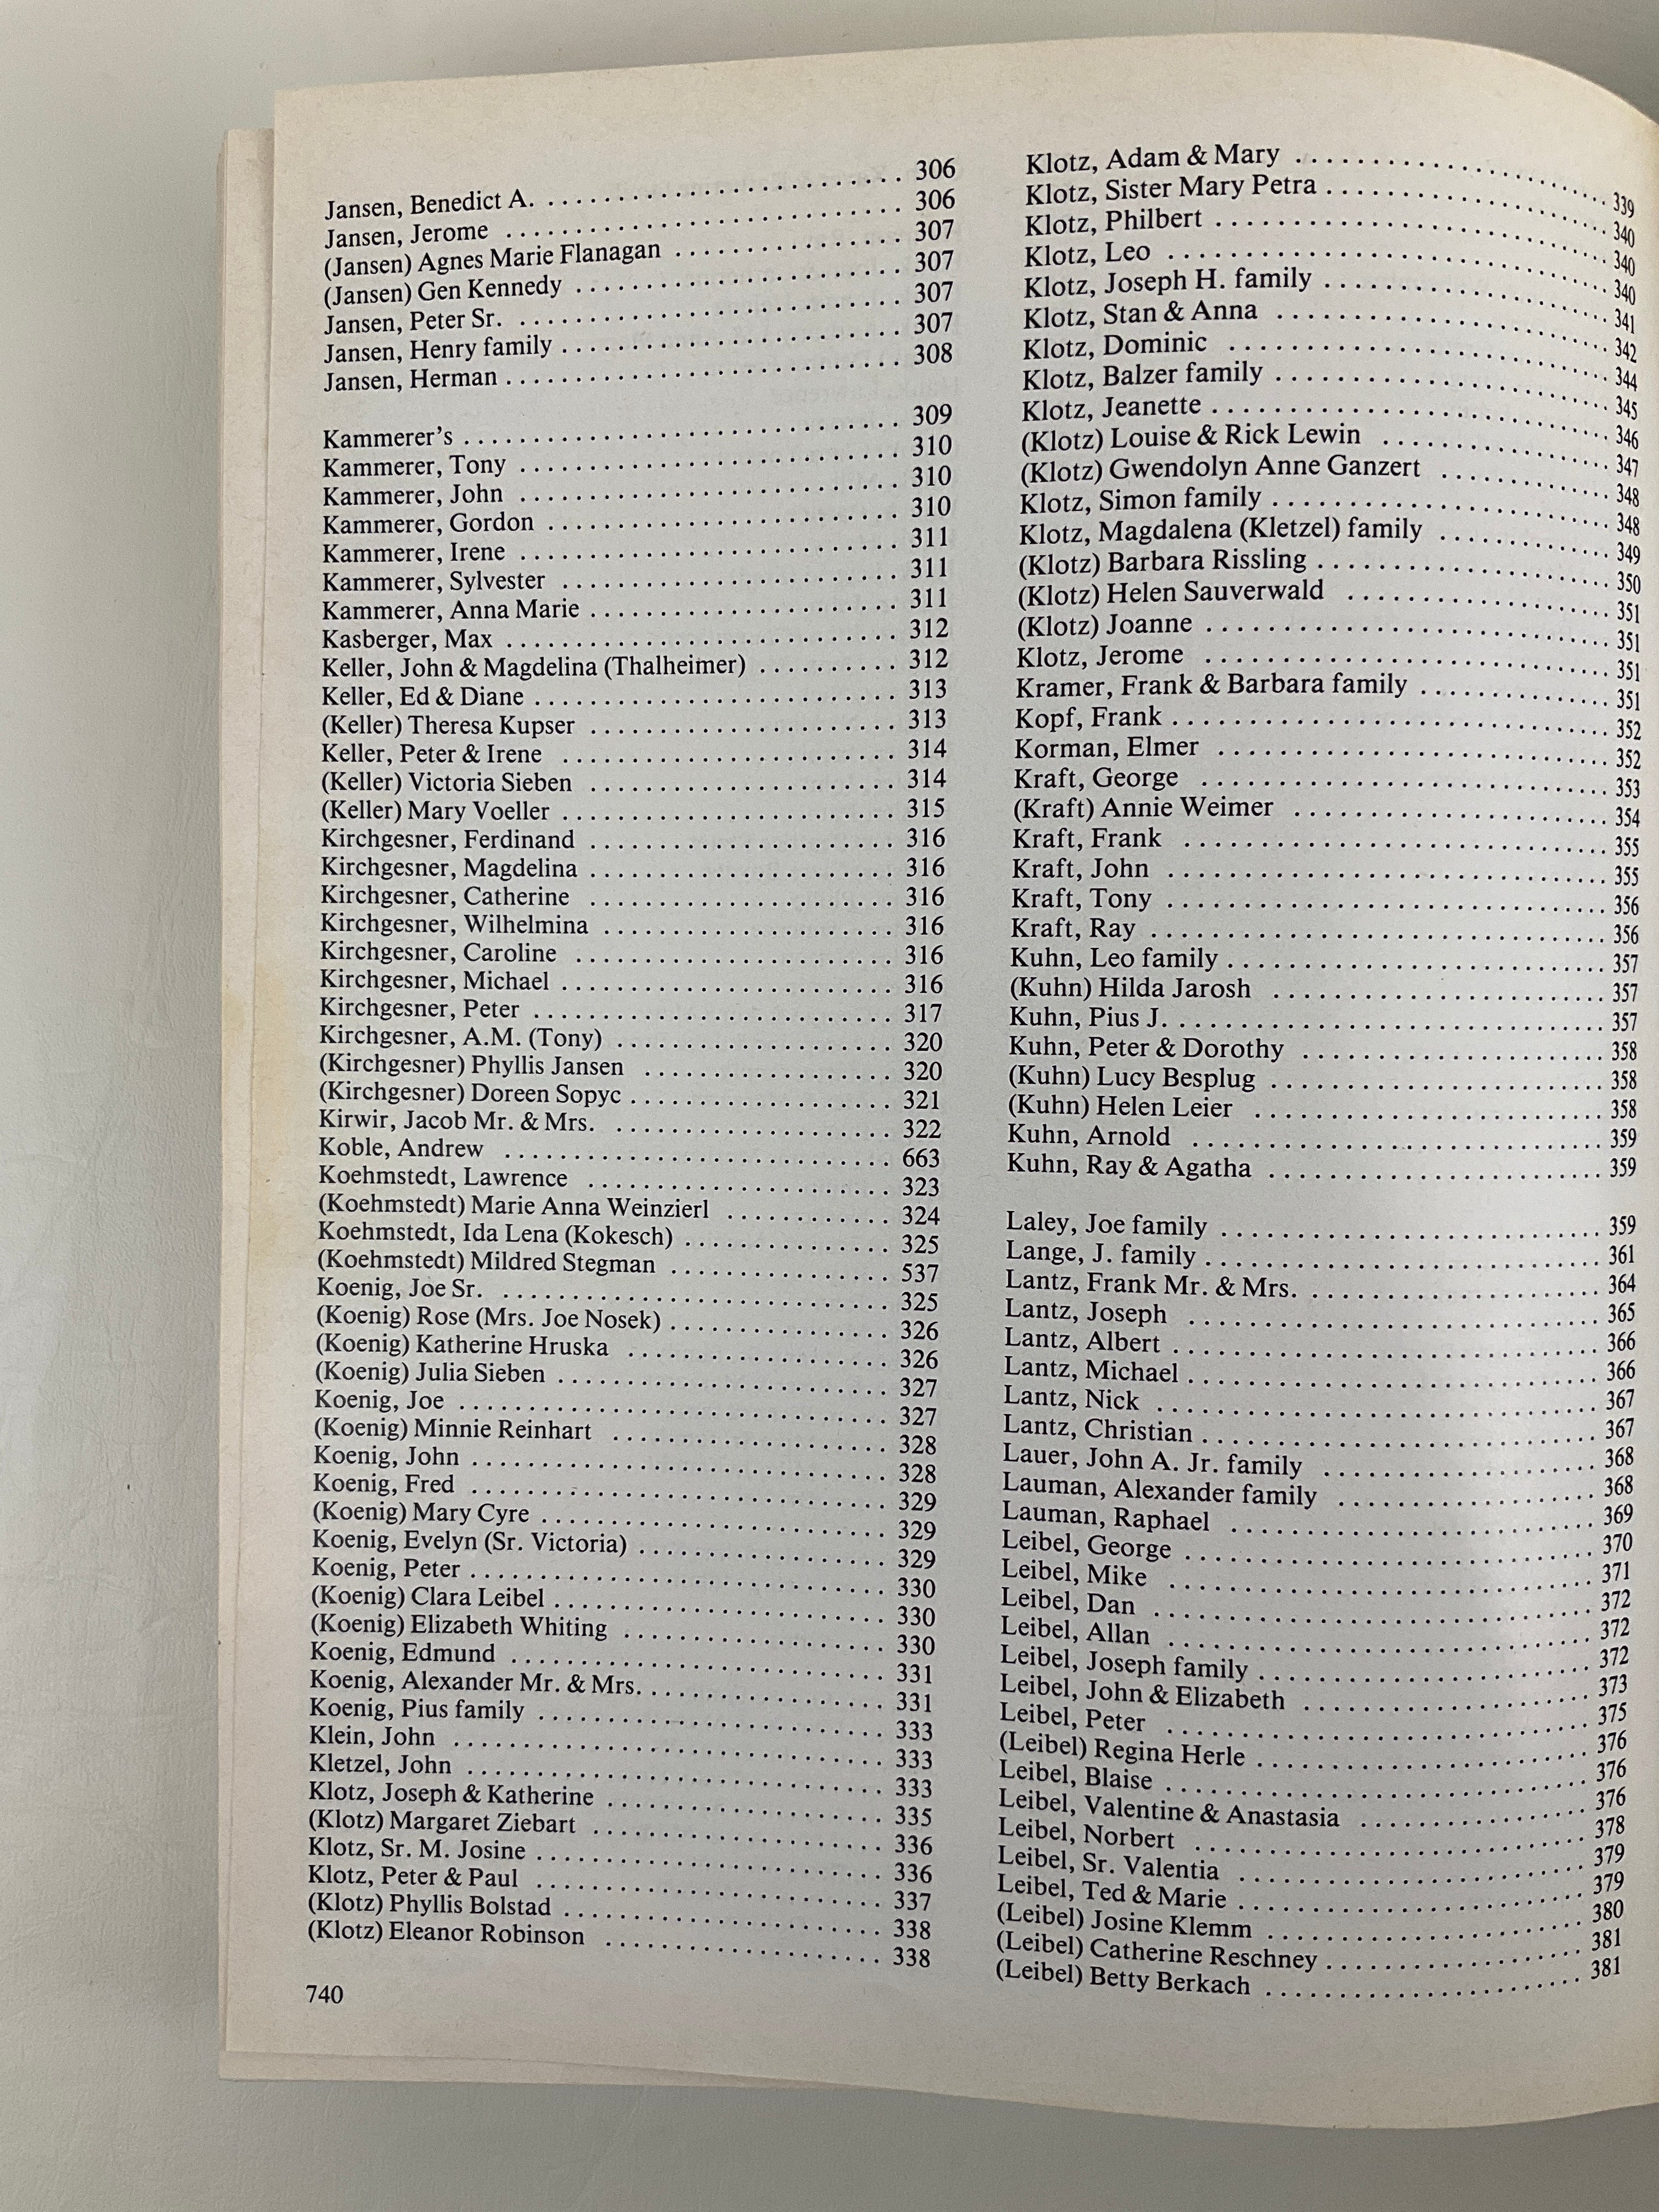 Jansen, Benedict A. ........ 306
Jansen, Jerome ........ 306
(Jansen) Agnes Marie Flanagan ........ 307
(Jansen) Gen Kennedy ........ 307
Jansen, Peter Sr. ........ 307
Jansen, Henry family ........ 307
Jansen, Herman ........ 308
Kammerer's ........ 309
Kammerer, Tony ........ 310
Kammerer, John ........ 310
Kammerer, Gordon ........ 310
Kammerer, Irene ........ 311
Kammerer, Sylvester ........ 311
Kammerer, Anna Marie ........ 311
Kasberger, Max ........ 312
Keller, John & Magdelina (Thalheimer) ........ 312
Keller, Ed & Diane ........ 313
(Keller) Theresa Kupser ........ 313
Keller, Peter & Irene ........ 314
(Keller) Victoria Sieben ........ 314
(Keller) Mary Voeller ........ 315
Kirchgesner, Ferdinand ........ 316
Kirchgesner, Magdelina ........ 316
Kirchgesner, Catherine ........ 316
Kirchgesner, Wilhelmina ........ 316
Kirchgesner, Caroline ........ 316
Kirchgesner, Michael ........ 316
Kirchgesner, Peter ........ 317
Kirchgesner, A.M. (Tony) ........ 320
(Kirchgesner) Phyllis Jansen ........ 320
(Kirchgesner) Doreen Sopyc ........ 321
Kirwir, Jacob Mr. & Mrs. ........ 322
Koble, Andrew ........ 663
Koehmstedt, Lawrence ........ 323
(Koehmstedt) Marie Anna Weinzierl ........ 324
Koehmstedt, Ida Lena (Kokesch) ........ 325
(Koehmstedt) Mildred Stegman ........ 537
Koenig, Joe Sr. ........ 325
(Koenig) Rose (Mrs. Joe Nosek) ........ 326
(Koenig) Katherine Hruska ........ 326
(Koenig) Julia Sieben ........ 327
Koenig, Joe ........ 327
(Koenig) Minnie Reinhart ........ 328
Koenig, John ........ 328
Koenig, Fred ........ 329
(Koenig) Mary Cyre ........ 329
Koenig, Evelyn (Sr. Victoria) ........ 329
Koenig, Peter ........ 330
(Koenig) Clara Leibel ........ 330
(Koenig) Elizabeth Whiting ........ 330
Koenig, Edmund ........ 331
Koenig, Alexander Mr. & Mrs. ........ 331
Koenig, Pius family ........ 333
Klein, John ........ 333
Kletzel, John ........ 333
Klotz, Joseph & Katherine ........ 335
(Klotz) Margaret Ziebart ........ 336
Klotz, Sr. M. Josine ........ 336
Klotz, Peter & Paul ........ 337
(Klotz) Phyllis Bolstad ........ 338
(Klotz) Eleanor Robinson ........ 338
740
Klotz, Adam & Mary ........ 339
Klotz, Sister Mary Petra ........ 340
Klotz, Philbert ........ 340
Klotz, Leo ........ 340
Klotz, Joseph H. family ........ 341
Klotz, Stan & Anna ........ 342
Klotz, Dominic ........ 344
Klotz, Balzer family ........ 345
Klotz, Jeanette ........ 346
(Klotz) Louise & Rick Lewin ........ 347
(Klotz) Gwendolyn Anne Ganzert ........ 348
Klotz, Simon family ........ 348
Klotz, Magdalena (Kletzel) family ........ 349
(Klotz) Barbara Rissling ........ 350
(Klotz) Helen Sauverwald ........ 351
(Klotz) Joanne ........ 351
Klotz, Jerome ........ 351
Kramer, Frank & Barbara family ........ 351
Kopf, Frank ........ 352
Korman, Elmer ........ 352
Kraft, George ........ 353
(Kraft) Annie Weimer ........ 354
Kraft, Frank ........ 355
Kraft, John ........ 355
Kraft, Tony ........ 356
Kraft, Ray ........ 356
Kuhn, Leo family ........ 357
(Kuhn) Hilda Jarosh ........ 357
Kuhn, Pius J. ........ 357
Kuhn, Peter & Dorothy ........ 358
(Kuhn) Lucy Besplug ........ 358
(Kuhn) Helen Leier ........ 358
Kuhn, Arnold ........ 359
Kuhn, Ray & Agatha ........ 359
Laley, Joe family ........ 359
Lange, J. family ........ 361
Lantz, Frank Mr. & Mrs. ........ 364
Lantz, Joseph ........ 365
Lantz, Albert ........ 366
Lantz, Michael ........ 366
Lantz, Nick ........ 367
Lantz, Christian ........ 367
Lauer, John A. Jr. family ........ 368
Lauman, Alexander family ........ 368
Lauman, Raphael ........ 369
Leibel, George ........ 370
Leibel, Mike ........ 371
Leibel, Dan ........ 372
Leibel, Allan ........ 372
Leibel, Joseph family ........ 372
Leibel, John & Elizabeth ........ 373
Leibel, Peter ........ 375
(Leibel) Regina Herle ........ 376
Leibel, Blaise ........ 376
Leibel, Valentine & Anastasia ........ 376
Leibel, Norbert ........ 378
Leibel, Sr. Valentia ........ 379
Leibel, Ted & Marie ........ 379
(Leibel) Josine Klemm ........ 380
(Leibel) Catherine Reschney ........ 381
(Leibel) Betty Berkach ........ 381